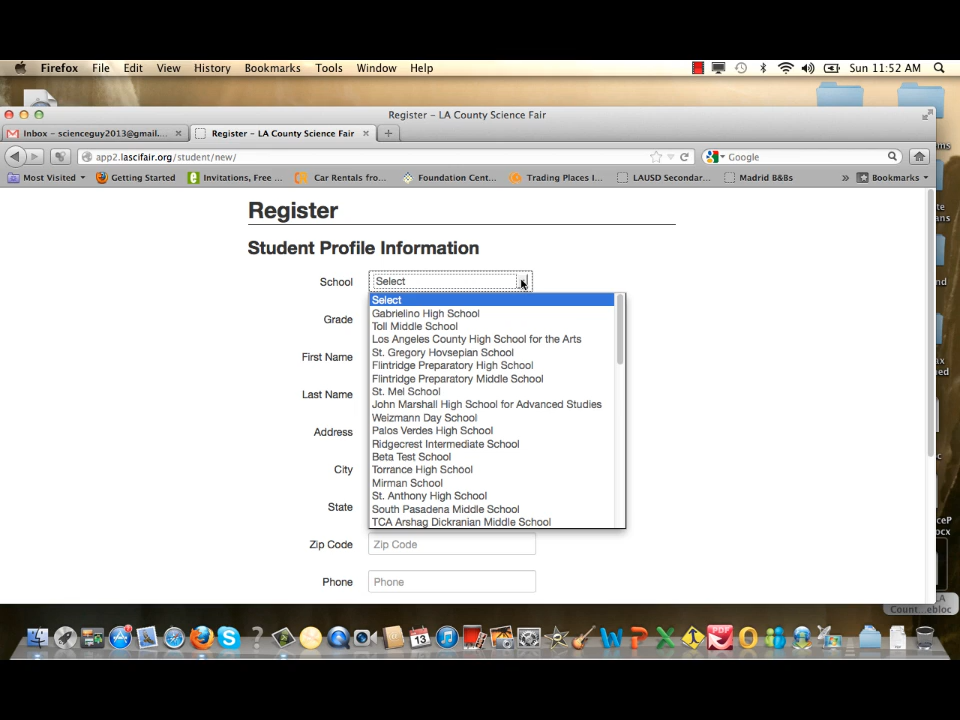 Firefox File Edit View History Bookmarks Tools Window Help Sun 11:52 AM
Register – LA County Science Fair
Inbox – scienceguy2013@gmail.... Register – LA County Science Fair
app2.lascifair.org/student/new/ Google
Most Visited Getting Started Invitations, Free ... Car Rentals fro... Foundation Cent... Trading Places I... LAUSD Secondar... Madrid B&Bs Bookmarks
Register
Student Profile Information
School Select
Select
Gabrielino High School
Grade
Toll Middle School
Los Angeles County High School for the Arts
St. Gregory Hovsepian School
First Name
Flintridge Preparatory High School
Flintridge Preparatory Middle School
Last Name
St. Mel School
John Marshall High School for Advanced Studies
Weizmann Day School
Address
Palos Verdes High School
Ridgecrest Intermediate School
Beta Test School
City
Torrance High School
Mirman School
St. Anthony High School
State
South Pasadena Middle School
TCA Arshag Dickranian Middle School
Zip Code Zip Code
Phone Phone
Count...ebloc